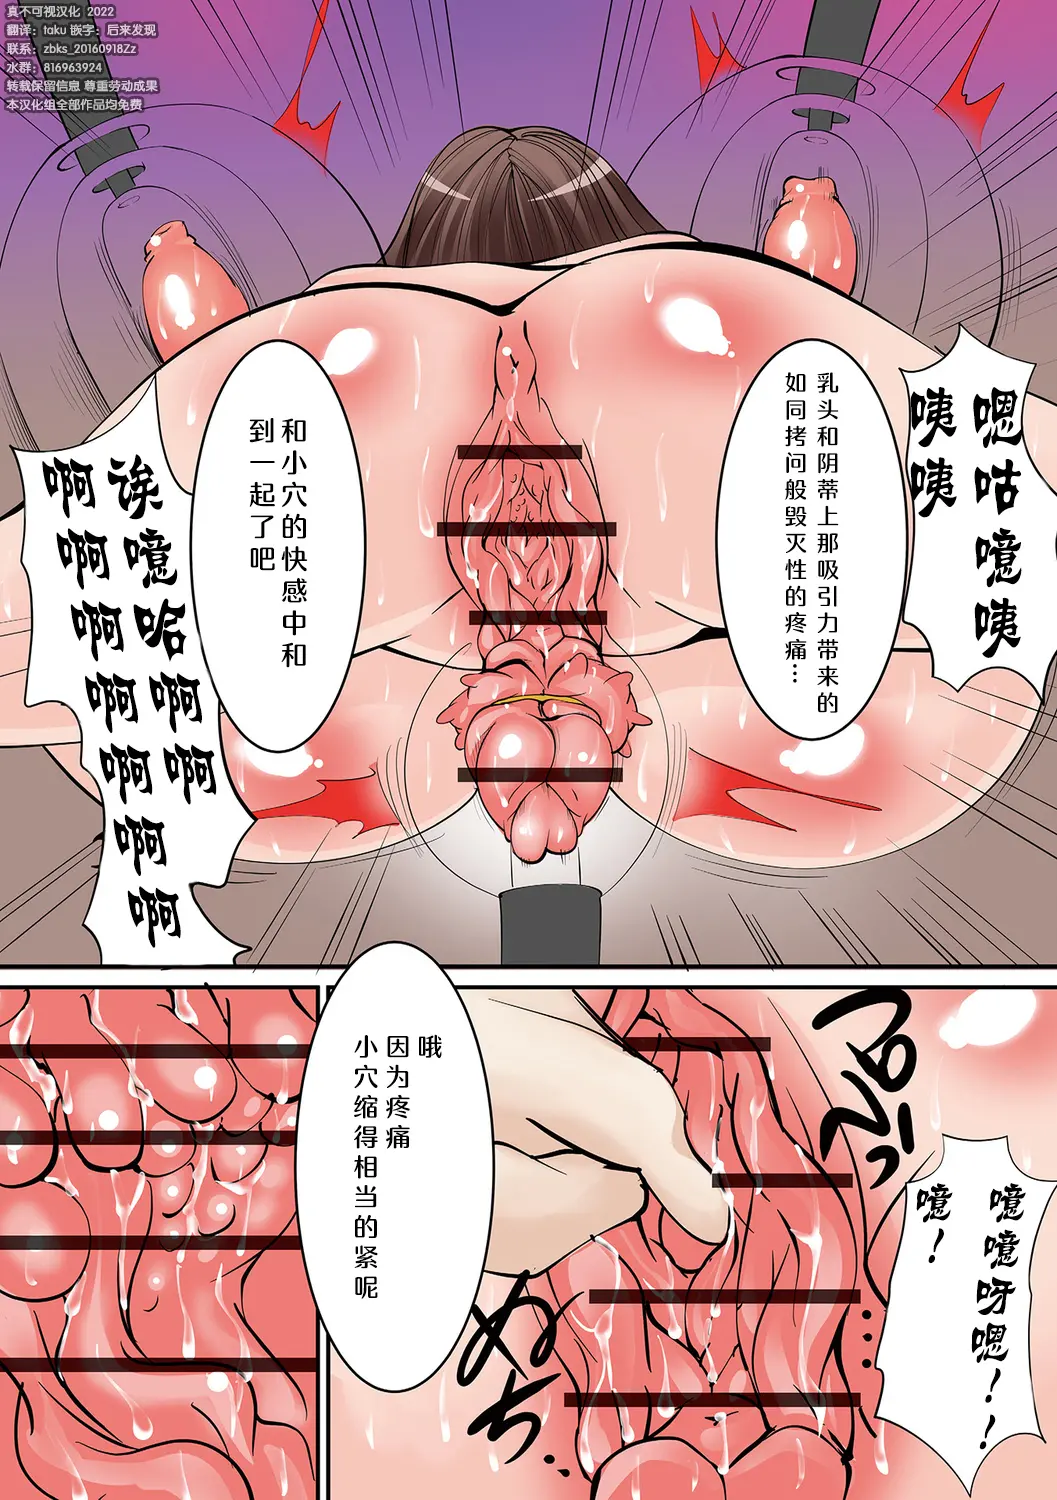 真不可视汉化 2022
翻译：taku 嵌字：后来发现
联系：zbks_20160918Zz
水群：816963924
转载保留信息 尊重劳动成果
本汉化组全部作品均免费
嗯咕噫咦
咦咦
乳头和阴蒂上那吸引力带来的
如同拷问般毁灭性的疼痛…
和小穴的快感中和
到一起了吧
诶噫呃啊啊
啊啊啊啊啊啊啊
哦
因为疼痛
小穴缩得相当的紧呢
噫噫呀嗯！！
噫！
ぬち